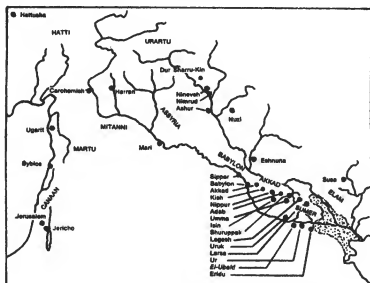 Hattusha
HATTI
URARTU
Dur Sharru-Kin
Carchemish
Harran
Nineveh
Nimrud
Ashur
Nuzi
ASSYRIA
MITANNI
Ugarit
MARTU
Mari
BABYLON
Eshnuna
Byblos
AKKAD
Susa
ELAM
CANAAN
Sippar
Babylon
Akkad
Kish
Nippur
Adab
Umma
Isin
Shuruppak
Lagash
Uruk
Larsa
Ur
El-Ubaid
Eridu
SUMER
Jerusalem
Jericho